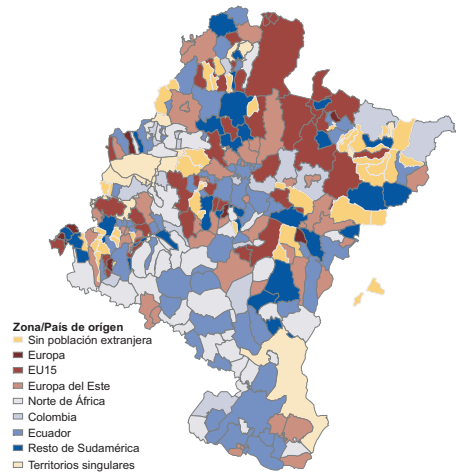 Zona/País de origen
Sin población extranjera
Europa
EU15
Europa del Este
Norte de África
Colombia
Ecuador
Resto de Sudamérica
Territorios singulares